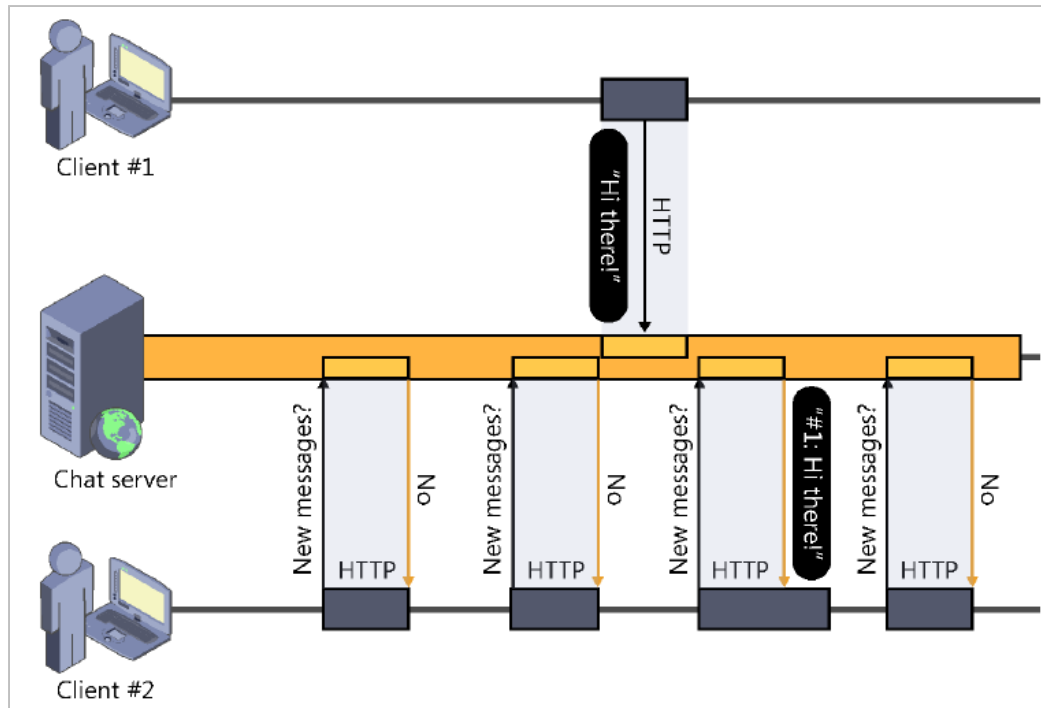 Client #1
"Hi there!"
HTTP
Chat server
New messages?
HTTP
No
New messages?
HTTP
No
New messages?
HTTP
"#1: Hi there!"
New messages?
HTTP
No
Client #2